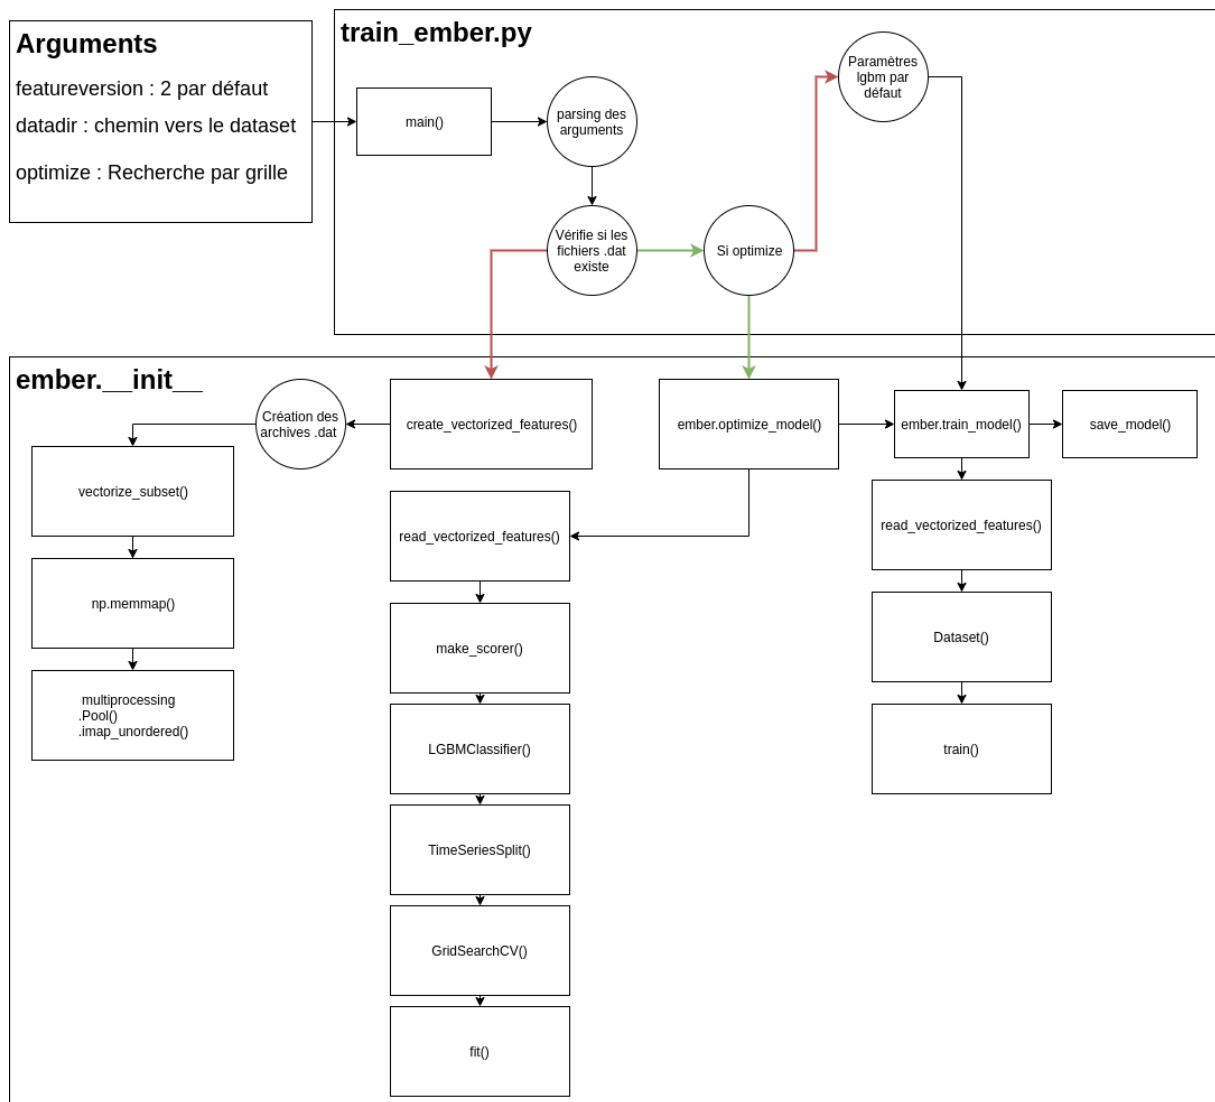 Arguments
featureversion : 2 par défaut
datadir : chemin vers le dataset
optimize : Recherche par grille
train_ember.py
main()
parsing des
arguments
Vérifie si les
fichiers .dat
existe
Si optimize
Paramètres
lgbm par
défaut
ember.__init__
Création des
archives .dat
create_vectorized_features()
ember.optimize_model()
ember.train_model()
save_model()
vectorize_subset()
np.memmap()
multiprocessing
.Pool()
.imap_unordered()
read_vectorized_features()
make_scorer()
LGBMClassifier()
TimeSeriesSplit()
GridSearchCV()
fit()
read_vectorized_features()
Dataset()
train()